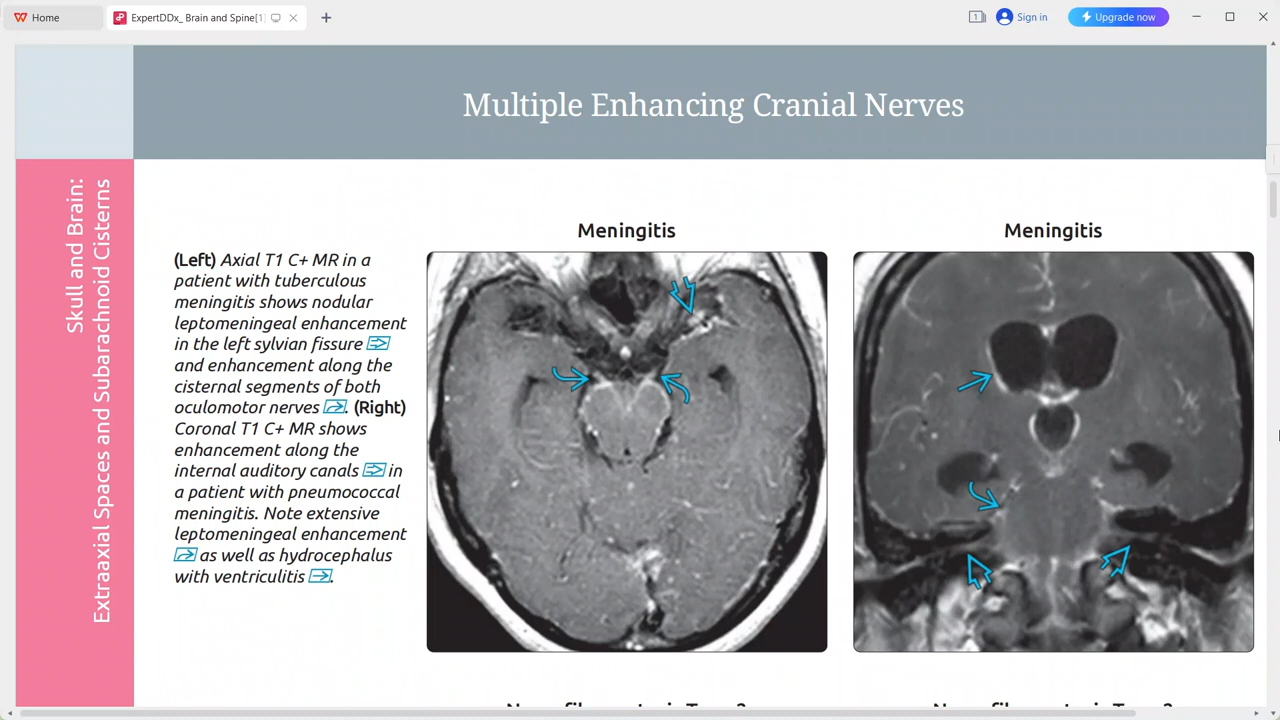 Home
ExpertDDx_ Brain and Spine[1]
1
Sign in
Upgrade now
Multiple Enhancing Cranial Nerves
Skull and Brain:
Extraaxial Spaces and Subarachnoid Cisterns
(Left) Axial T1 C+ MR in a
patient with tuberculous
meningitis shows nodular
leptomeningeal enhancement
in the left sylvian fissure
and enhancement along the
cisternal segments of both
oculomotor nerves . (Right)
Coronal T1 C+ MR shows
enhancement along the
internal auditory canals in
a patient with pneumococcal
meningitis. Note extensive
leptomeningeal enhancement
as well as hydrocephalus
with ventriculitis .
Meningitis
Meningitis